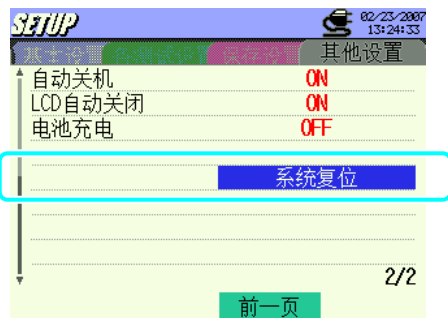 SETUP
02/23/2007
13:24:33
其他设置
自动关机 ON
LCD自动关闭 ON
电池充电 OFF
系统复位
2/2
前一页